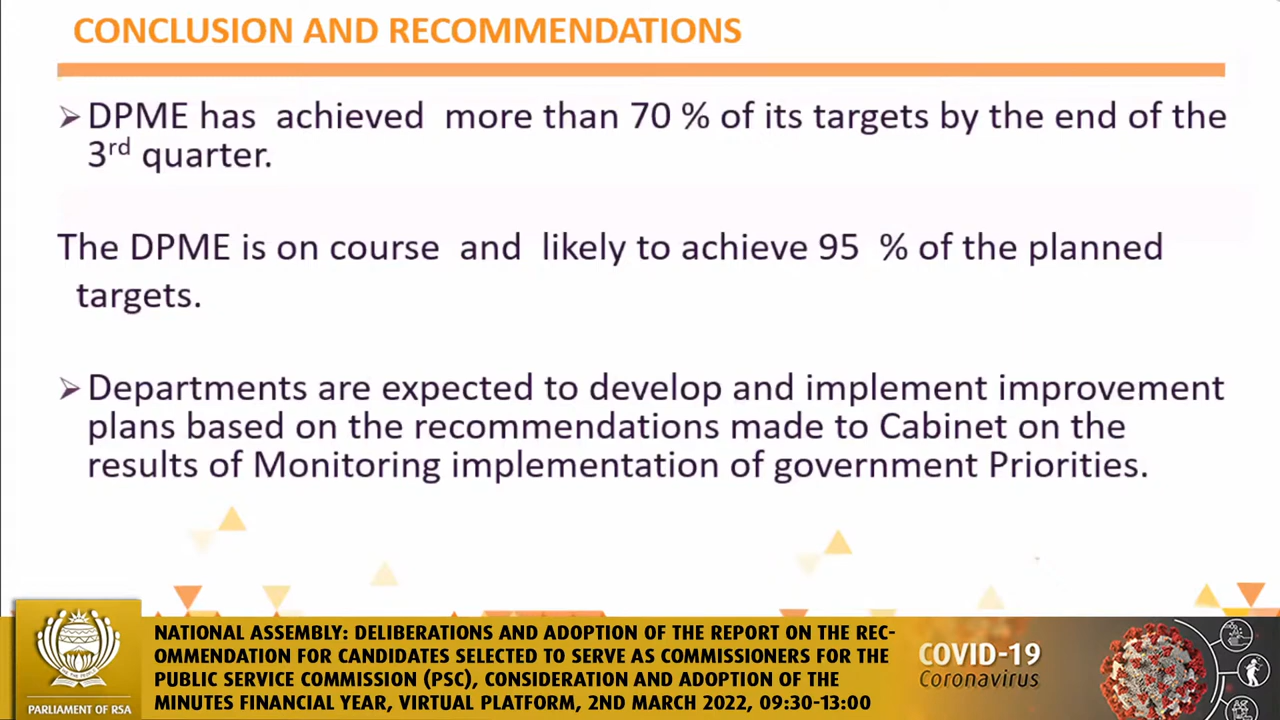 CONCLUSION AND RECOMMENDATIONS
➢ DPME has achieved more than 70 % of its targets by the end of the
3rd quarter.
The DPME is on course and likely to achieve 95 % of the planned
targets.
➢ Departments are expected to develop and implement improvement
plans based on the recommendations made to Cabinet on the
results of Monitoring implementation of government Priorities.
NATIONAL ASSEMBLY: DELIBERATIONS AND ADOPTION OF THE REPORT ON THE REC-
OMMENDATION FOR CANDIDATES SELECTED TO SERVE AS COMMISSIONERS FOR THE
PUBLIC SERVICE COMMISSION (PSC), CONSIDERATION AND ADOPTION OF THE
MINUTES FINANCIAL YEAR, VIRTUAL PLATFORM, 2ND MARCH 2022, 09:30-13:00
PARLIAMENT OF RSA
COVID-19
Coronavirus